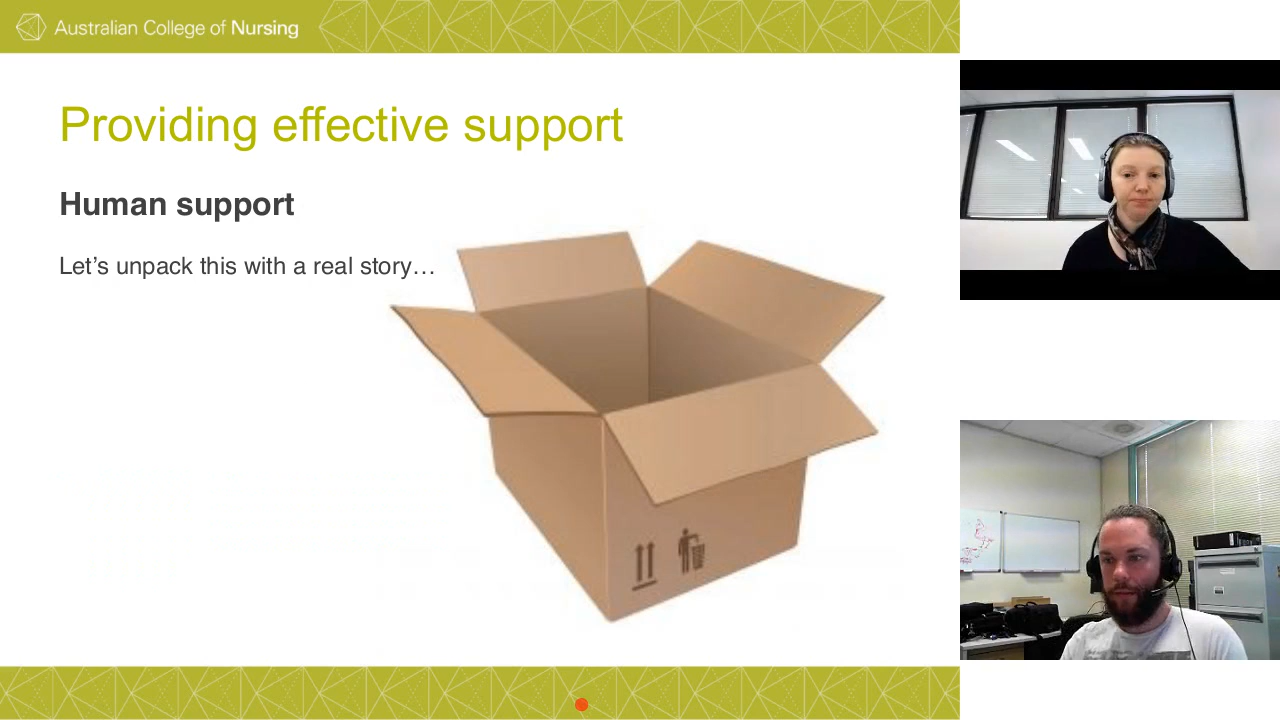 Australian College of Nursing
Providing effective support
Human support
Let’s unpack this with a real story…